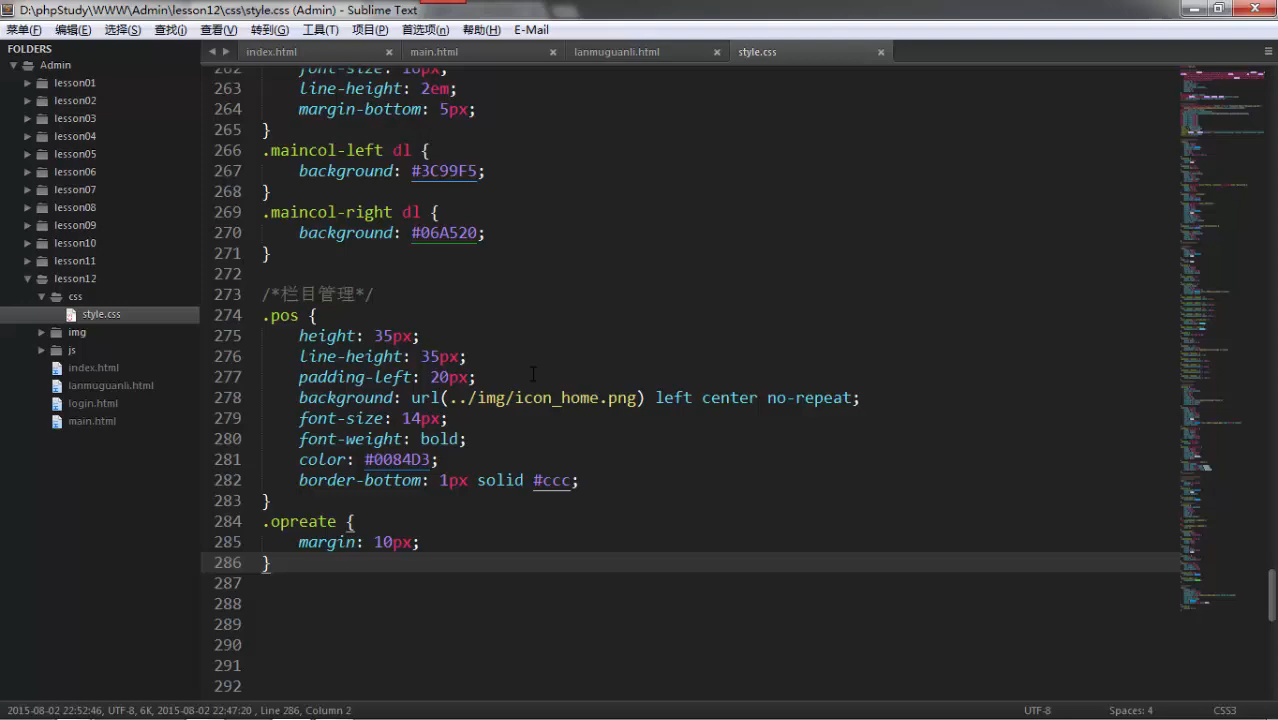 D:\phpStudy\WWW\Admin\lesson12\css\style.css (Admin) - Sublime Text
菜单(F) 编辑(E) 选择(S) 查找(I) 查看(V) 转到(G) 工具(T) 项目(P) 首选项(n) 帮助(H) E-Mail
FOLDERS
Admin
lesson01
lesson02
lesson03
lesson04
lesson05
lesson06
lesson07
lesson08
lesson09
lesson10
lesson11
lesson12
css
style.css
img
js
index.html
lanmuguanli.html
login.html
main.html
index.html × main.html × lanmuguanli.html × style.css ×
262 font-size: 16px;
263 line-height: 2em;
264 margin-bottom: 5px;
265 }
266 .maincol-left dl {
267 background: #3C99F5;
268 }
269 .maincol-right dl {
270 background: #06A520;
271 }
272
273 /*栏目管理*/
274 .pos {
275 height: 35px;
276 line-height: 35px;
277 padding-left: 20px;
278 background: url(../img/icon_home.png) left center no-repeat;
279 font-size: 14px;
280 font-weight: bold;
281 color: #0084D3;
282 border-bottom: 1px solid #ccc;
283 }
284 .opreate {
285 margin: 10px;
286 }
287
288
289
290
291
292
2015-08-02 22:52:46, UTF-8, 6K, 2015-08-02 22:47:20 , Line 286, Column 2 UTF-8 Spaces: 4 CSS3